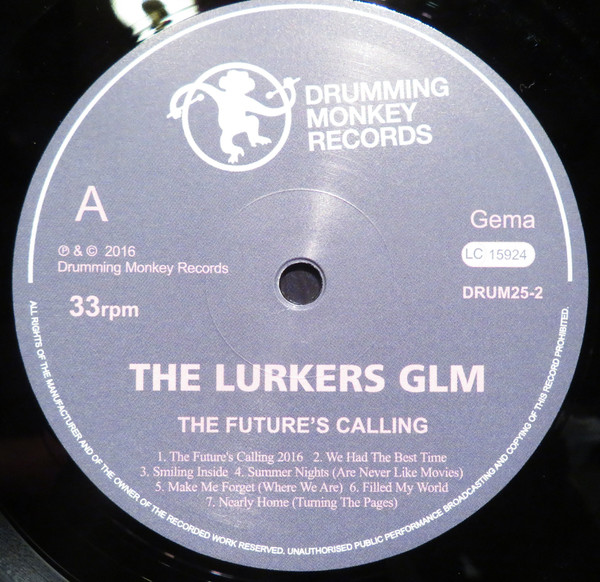 DRUMMING
MONKEY
RECORDS
A
Gema
℗ & © 2016
Drumming Monkey Records
LC 15924
33rpm
DRUM25-2
THE LURKERS GLM
THE FUTURE'S CALLING
1. The Future's Calling 2016 2. We Had The Best Time
3. Smiling Inside 4. Summer Nights (Are Never Like Movies)
5. Make Me Forget (Where We Are) 6. Filled My World
7. Nearly Home (Turning The Pages)
ALL RIGHTS OF THE MANUFACTURER AND OF THE OWNER OF THE RECORDED WORK RESERVED. UNAUTHORISED PUBLIC PERFORMANCE BROADCASTING AND COPYING OF THIS RECORD PROHIBITED.